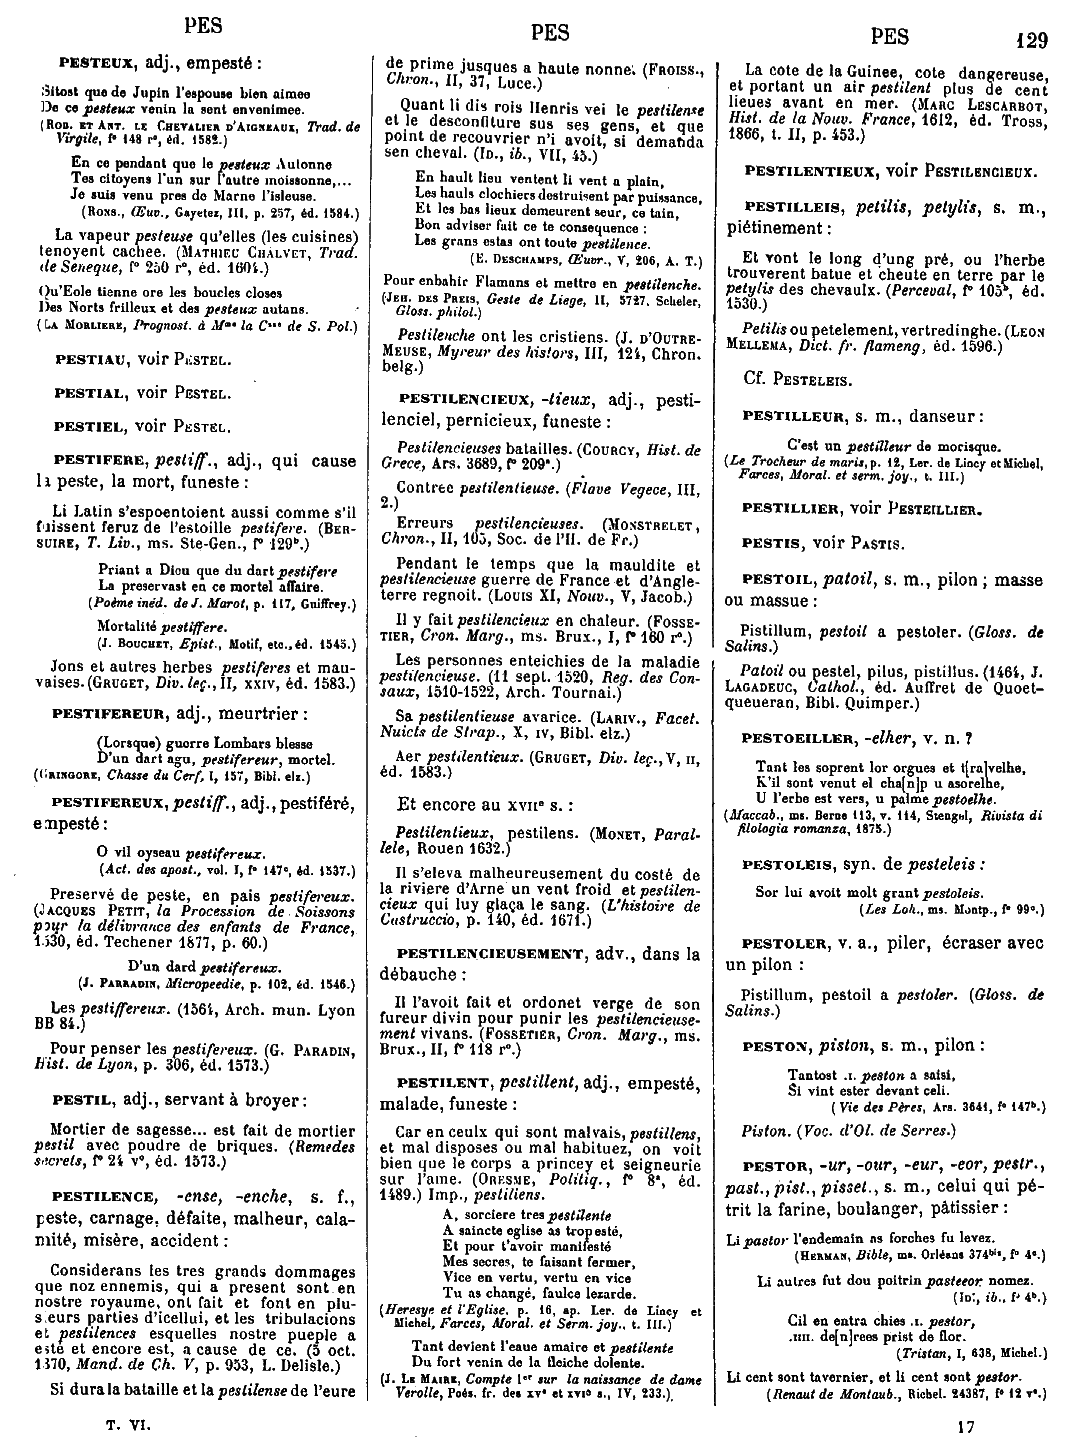 PES
PES
PES
129
PESTEUX, adj., empesté :
Sitost que de Jupin l'espouse bien aimee
De ce pesteux venin la sent envenimee.
(ROB. ET ANT. LE CHEVALIER D'AIGNEAUX, Trad. de
Virgile, f° 148 r°, éd. 1582.)
En ce pendant que le pesteux Autonne
Tes citoyens l'un sur l'autre moissonne,...
Je suis venu pres de Marne l'isleuse.
(RONS., Œuv., Gayetez, III, p. 257, éd. 1584.)
La vapeur pesteuse qu'elles (les cuisines)
tenoyent cachee. (MATHIEU CHALVET, Trad.
de Seneque, f° 250 r°, éd. 1604.)
Qu'Eole tienne ore les boucles closes
Des Norts frilleux et des pesteux autans.
(LA MORLIERE, Prognost. à Mme la Csse de S. Pol.)
PESTIAU, voir PESTEL.
PESTIAL, voir PESTEL.
PESTIEL, voir PESTEL.
PESTIFERE, pestiff., adj., qui cause
la peste, la mort, funeste :
Li Latin s'espoentoient aussi comme s'il
fuissent feruz de l'estoille pestifere. (BER-
SUIRE, T. Liv., ms. Ste-Gen., f° 129b.)
Priant a Diou que du dart pestifere
La preservast en ce mortel affaire.
(Poème inéd. de J. Marot, p. 117, Guiffrey.)
Mortalité pestiffere.
(J. BOUCHET, Epist., Motif, etc., éd. 1545.)
Jons et autres herbes pestiferes et mau-
vaises. (GRUGET, Div. leç., II, XXIV, éd. 1583.)
PESTIFEREUR, adj., meurtrier :
(Lorsque) guerre Lombars blesse
D'un dart agu, pestifereur, mortel.
(GRINGORE, Chasse du Cerf, I, 157, Bibl. elz.)
PESTIFEREUX, pestiff., adj., pestiféré,
empesté :
O vil oyseau pestifereux.
(Act. des apost., vol. I, f° 147c, éd. 1537.)
Preservé de peste, en pais pestifereux.
(JACQUES PETIT, la Procession de Soissons
pour la délivrance des enfants de France,
1530, éd. Techener 1877, p. 60.)
D'un dard pestifereux.
(J. PARRADIN, Micropeedie, p. 102, éd. 1546.)
Les pestiffereux. (1564, Arch. mun. Lyon
BB 84.)
Pour penser les pestifereux. (G. PARADIN,
Hist. de Lyon, p. 306, éd. 1573.)
PESTIL, adj., servant à broyer :
Mortier de sagesse... est fait de mortier
pestil avec poudre de briques. (Remedes
secrets, f° 24 v°, éd. 1573.)
PESTILENCE, -ense, -enche, s. f.,
peste, carnage, défaite, malheur, cala-
mité, misère, accident :
Considerans les tres grands dommages
que noz ennemis, qui a present sont en
nostre royaume, ont fait et font en plu-
sieurs parties d'icellui, et les tribulacions
et pestilences esquelles nostre pueple a
esté et encore est, a cause de ce. (5 oct.
1370, Mand. de Ch. V, p. 953, L. Delisle.)
Si dura la bataille et la pestilense de l'eure
T. VI.
de prime jusques a haute nonne. (FROISS.,
Chron., II, 37, Luce.)
Quant li dis rois Henris vei le pestilense
et le desconfiture sus ses gens, et que
point de recouvrier n'i avoit, si demanda
sen cheval. (ID., ib., VII, 45.)
En hault lieu ventent li vent a plain,
Les hauls clochiers destruisent par puissance,
Et les bas lieux demeurent seur, ce tain,
Bon adviser fait ce te consequence :
Les grans estas ont toute pestilence.
(E. DESCHAMPS, Œuvr., V, 206, A. T.)
Pour enbahir Flamans et mettre en pestilenche.
(JEH. DES PREIS, Geste de Liege, II, 5727, Scheler,
Gloss. philol.)
Pestilenche ont les cristiens. (J. D'OUTRE-
MEUSE, Myreur des histors, III, 124, Chron.
belg.)
PESTILENCIEUX, -tieux, adj., pesti-
lenciel, pernicieux, funeste :
Pestilencieuses batailles. (COURCY, Hist. de
Grece, Ars. 3689, f° 209a.)
Contree pestilentieuse. (Flave Vegece, III,
2.)
Erreurs pestilencieuses. (MONSTRELET,
Chron., II, 105, Soc. de l'H. de Fr.)
Pendant le temps que la mauldite et
pestilencieuse guerre de France et d'Angle-
terre regnoit. (LOUIS XI, Nouv., V, Jacob.)
Il y fait pestilencieux en chaleur. (FOSSE-
TIER, Cron. Marg., ms. Brux., I, f° 160 r°.)
Les personnes enteichies de la maladie
pestilencieuse. (11 sept. 1520, Reg. des Con-
saux, 1510-1522, Arch. Tournai.)
Sa pestilentieuse avarice. (LARIV., Facet.
Nuicts de Strap., X, IV, Bibl. elz.)
Aer pestilentieux. (GRUGET, Div. leç., V, II,
éd. 1583.)
Et encore au XVIIe s. :
Pestilentieux, pestilens. (MONET, Paral-
lele, Rouen 1632.)
Il s'eleva malheureusement du costé de
la riviere d'Arne un vent froid et pestilen-
cieux qui luy glaça le sang. (L'histoire de
Castruccio, p. 140, éd. 1671.)
PESTILENCIEUSEMENT, adv., dans la
débauche :
Il l'avoit fait et ordonet verge de son
fureur divin pour punir les pestilencieuse-
ment vivans. (FOSSETIER, Cron. Marg., ms.
Brux., II, f° 118 r°.)
PESTILENT, pestillent, adj., empesté,
malade, funeste :
Car en ceulx qui sont malvais, pestillens,
et mal disposes ou mal habituez, on voit
bien que le corps a princey et seigneurie
sur l'ame. (ORESME, Politiq., f° 8a, éd.
1489.) Imp., pestiliens.
A, sorciere tres pestilente
A saincte eglise as trop esté,
Et pour t'avoir manifesté
Mes secres, te faisant fermer,
Vice en vertu, vertu en vice
Tu as changé, faulce lezarde.
(Heresye et l'Eglise, p. 16, ap. Ler. de Lincy et
Michel, Farces, Moral. et Serm. joy., t. III.)
Tant devient l'eaue amaire et pestilente
Du fort venin de la fleiche dolente.
(J. LE MAIRE, Compte 1er sur la naissance de dame
Verolle, Poés. fr. des XVe et XVIe s., IV, 233.)
La cote de la Guinee, cote dangereuse,
et portant un air pestilent plus de cent
lieues avant en mer. (MARC LESCARBOT,
Hist. de la Nouv. France, 1612, éd. Tross,
1866, t. II, p. 453.)
PESTILENTIEUX, voir PESTILENCIEUX.
PESTILLEIS, petilis, petylis, s. m.,
piétinement :
Et vont le long d'ung pré, ou l'herbe
trouverent batue et cheute en terre par le
petylis des chevaulx. (Perceval, f° 105b, éd.
1530.)
Petilis ou petelement, vertredinghe. (LEON
MELLEMA, Dict. fr. flameng, éd. 1596.)
Cf. PESTELEIS.
PESTILLEUR, s. m., danseur :
C'est un pestilleur de morisque.
(Le Trocheur de maris, p. 12, Ler. de Lincy et Michel,
Farces, Moral. et serm. joy., t. III.)
PESTILLIER, voir PESTEILLIER.
PESTIS, voir PASTIS.
PESTOIL, patoil, s. m., pilon ; masse
ou massue :
Pistillum, pestoil a pestoler. (Gloss. de
Salins.)
Patoil ou pestel, pilus, pistillus. (1464, J.
LAGADEUC, Cathol., éd. Auffret de Quoet-
queueran, Bibl. Quimper.)
PESTOEILLER, -elher, v. n. ?
Tant les soprent lor orgues et t[ra]velhe,
K'il sont venut el cha[n]p u asorelhe,
U l'erbe est vers, u palme pestoelhe.
(Maccab., ms. Berne 113, v. 114, Stengel, Rivista di
filologia romanza, 1875.)
PESTOLEIS, syn. de pesteleis :
Sor lui avoit molt grant pestoleis.
(Les Loh., ms. Montp., f° 99c.)
PESTOLER, v. a., piler, écraser avec
un pilon :
Pistillum, pestoil a pestoler. (Gloss. de
Salins.)
PESTON, piston, s. m., pilon :
Tantost .I. peston a saisi,
Si vint ester devant celi.
(Vie des Pères, Ars. 3641, f° 147b.)
Piston. (Voc. d'Ol. de Serres.)
PESTOR, -ur, -our, -eur, -eor, pestr.,
past., pist., pisset., s. m., celui qui pé-
trit la farine, boulanger, pâtissier :
Li pastor l'endemain as forches fu levez.
(HERMAN, Bible, ms. Orléans 374bis, f° 4a.)
Li autres fut dou poitrin pasteeor nomez.
(ID., ib., f° 4b.)
Cil en entra chies .I. pestor,
.IIII. de[n]rees prist de flor.
(Tristan, I, 638, Michel.)
Li cent sont tavernier, et li cent sont pestor.
(Renaut de Montaub., Richel. 24387, f° 12 v°.)
17